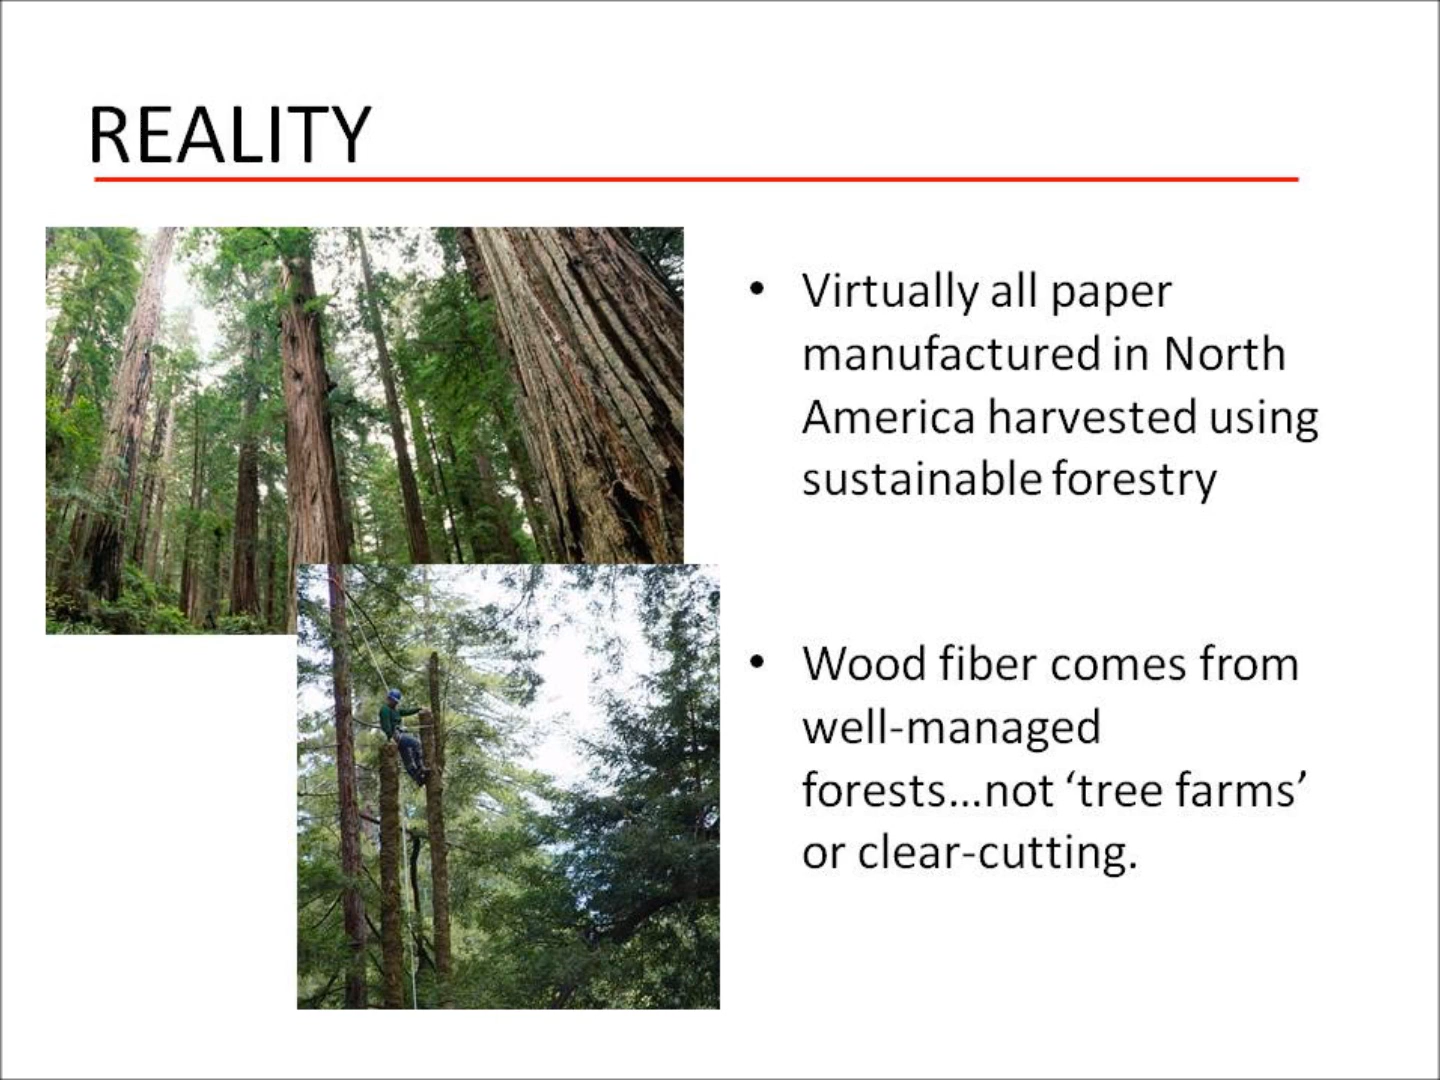 REALITY
• Virtually all paper
manufactured in North
America harvested using
sustainable forestry
• Wood fiber comes from
well-managed
forests…not ‘tree farms’
or clear-cutting.